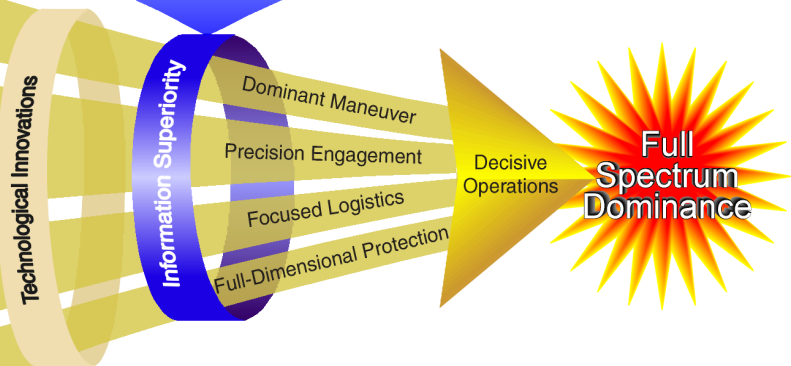 Technological Innovations
Information Superiority
Dominant Maneuver
Precision Engagement
Focused Logistics
Full-Dimensional Protection
Decisive
Operations
Full
Spectrum
Dominance